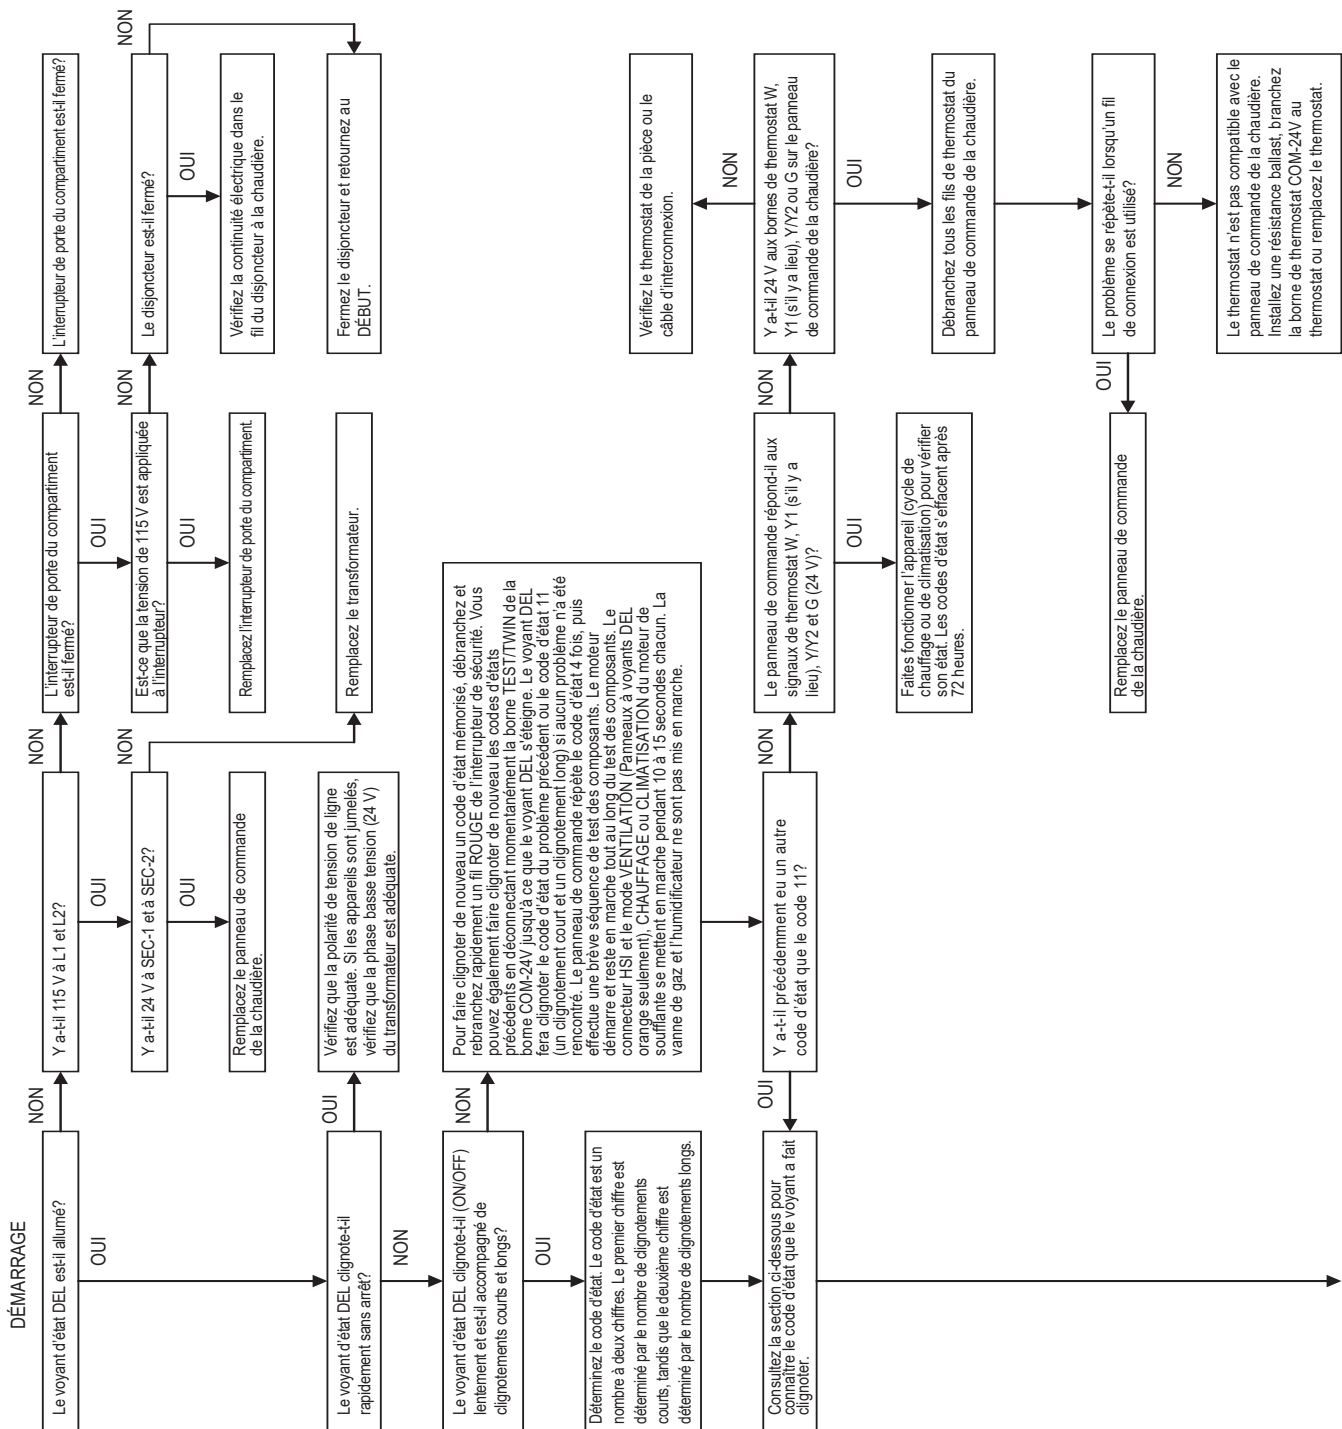 DÉMARRAGE
Le voyant d'état DEL est-il allumé?
NON
Y a-t-il 115 V à L1 et L2?
NON
L'interrupteur de porte du compartiment
est-il fermé?
NON
L'interrupteur de porte du compartiment est-il fermé?
OUI
OUI
OUI
Y a-t-il 24 V à SEC-1 et à SEC-2?
NON
Est-ce que la tension de 115 V est appliquée
à l'interrupteur?
NON
Le disjoncteur est-il fermé?
NON
OUI
OUI
OUI
Remplacez le panneau de commande
de la chaudière.
Remplacez l'interrupteur de porte du compartiment.
Vérifiez la continuité électrique dans le
fil du disjoncteur à la chaudière.
Le voyant d'état DEL clignote-t-il
rapidement sans arrêt?
OUI
Vérifiez que la polarité de tension de ligne
est adéquate. Si les appareils sont jumelés,
vérifiez que la phase basse tension (24 V)
du transformateur est adéquate.
Remplacez le transformateur.
Fermez le disjoncteur et retournez au
DÉBUT.
NON
Le voyant d'état DEL clignote-t-il (ON/OFF)
lentement et est-il accompagné de
clignotements courts et longs?
NON
Pour faire clignoter de nouveau un code d'état mémorisé, débranchez et
rebranchez rapidement un fil ROUGE de l'interrupteur de sécurité. Vous
pouvez également faire clignoter de nouveau les codes d'états
précédents en déconnectant momentanément la borne TEST/TWIN de la
borne COM-24V jusqu'à ce que le voyant DEL s'éteigne. Le voyant DEL
fera clignoter le code d'état du problème précédent ou le code d'état 11
(un clignotement court et un clignotement long) si aucun problème n'a été
rencontré. Le panneau de commande répète le code d'état 4 fois, puis
effectue une brève séquence de test des composants. Le moteur
démarre et reste en marche tout au long du test des composants. Le
connecteur HSI et le mode VENTILATION (Panneaux à voyants DEL
orange seulement), CHAUFFAGE ou CLIMATISATION du moteur de
soufflante se mettent en marche pendant 10 à 15 secondes chacun. La
vanne de gaz et l'humidificateur ne sont pas mis en marche.
OUI
Déterminez le code d'état. Le code d'état est un
nombre à deux chiffres. Le premier chiffre est
déterminé par le nombre de clignotements
courts, tandis que le deuxième chiffre est
déterminé par le nombre de clignotements longs.
Consultez la section ci-dessous pour
connaître le code d'état que le voyant a fait
clignoter.
OUI
Y a-t-il précédemment eu un autre
code d'état que le code 11?
NON
Le panneau de commande répond-il aux
signaux de thermostat W, Y1 (s'il y a
lieu), Y/Y2 et G (24 V)?
NON
Y a-t-il 24 V aux bornes de thermostat W,
Y1 (s'il y a lieu), Y/Y2 ou G sur le panneau
de commande de la chaudière?
NON
Vérifiez le thermostat de la pièce ou le
câble d'interconnexion.
OUI
OUI
Faites fonctionner l'appareil (cycle de
chauffage ou de climatisation) pour vérifier
son état. Les codes d'état s'effacent après
72 heures.
Débranchez tous les fils de thermostat du
panneau de commande de la chaudière.
Le problème se répète-t-il lorsqu'un fil
de connexion est utilisé?
OUI
Remplacez le panneau de commande
de la chaudière.
NON
Le thermostat n'est pas compatible avec le
panneau de commande de la chaudière.
Installez une résistance ballast, branchez
la borne de thermostat COM-24V au
thermostat ou remplacez le thermostat.